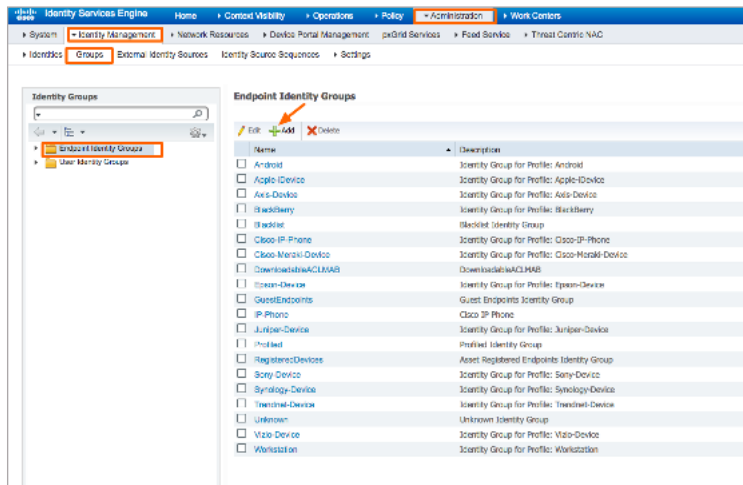 cisco Identity Services Engine Home Context Visibility Operations Policy Administration Work Centers
System Identity Management Network Resources Device Portal Management pxGrid Services Feed Service Threat Centric NAC
Identities Groups External Identity Sources Identity Source Sequences Settings
Identity Groups
Endpoint Identity Groups
User Identity Groups
Endpoint Identity Groups
Edit Add Delete
Name Description
Android Identity Group for Profile: Android
Apple-iDevice Identity Group for Profile: Apple-iDevice
Axis-Device Identity Group for Profile: Axis-Device
BlackBerry Identity Group for Profile: BlackBerry
Blacklist Blacklist Identity Group
Cisco-IP-Phone Identity Group for Profile: Cisco-IP-Phone
Cisco-Meraki-Device Identity Group for Profile: Cisco-Meraki-Device
DownloadableACLMAB DownloadableACLMAB
Epson-Device Identity Group for Profile: Epson-Device
GuestEndpoints Guest Endpoints Identity Group
IP-Phone Cisco IP Phone
Juniper-Device Identity Group for Profile: Juniper-Device
Profiled Profiled Identity Group
RegisteredDevices Asset Registered Endpoints Identity Group
Sony-Device Identity Group for Profile: Sony-Device
Synology-Device Identity Group for Profile: Synology-Device
Trendnet-Device Identity Group for Profile: Trendnet-Device
Unknown Unknown Identity Group
Vizio-Device Identity Group for Profile: Vizio-Device
Workstation Identity Group for Profile: Workstation